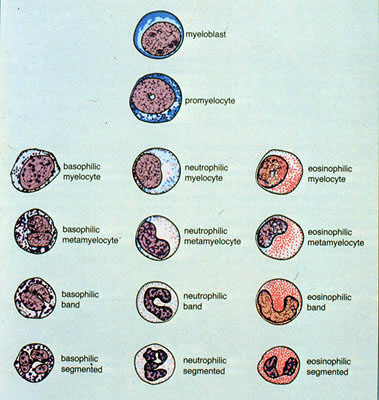 myeloblast
promyelocyte
basophilic
myelocyte
neutrophilic
myelocyte
eosinophilic
myelocyte
basophilic
metamyelocyte
neutrophilic
metamyelocyte
eosinophilic
metamyelocyte
basophilic
band
neutrophilic
band
eosinophilic
band
basophilic
segmented
neutrophilic
segmented
eosinophilic
segmented